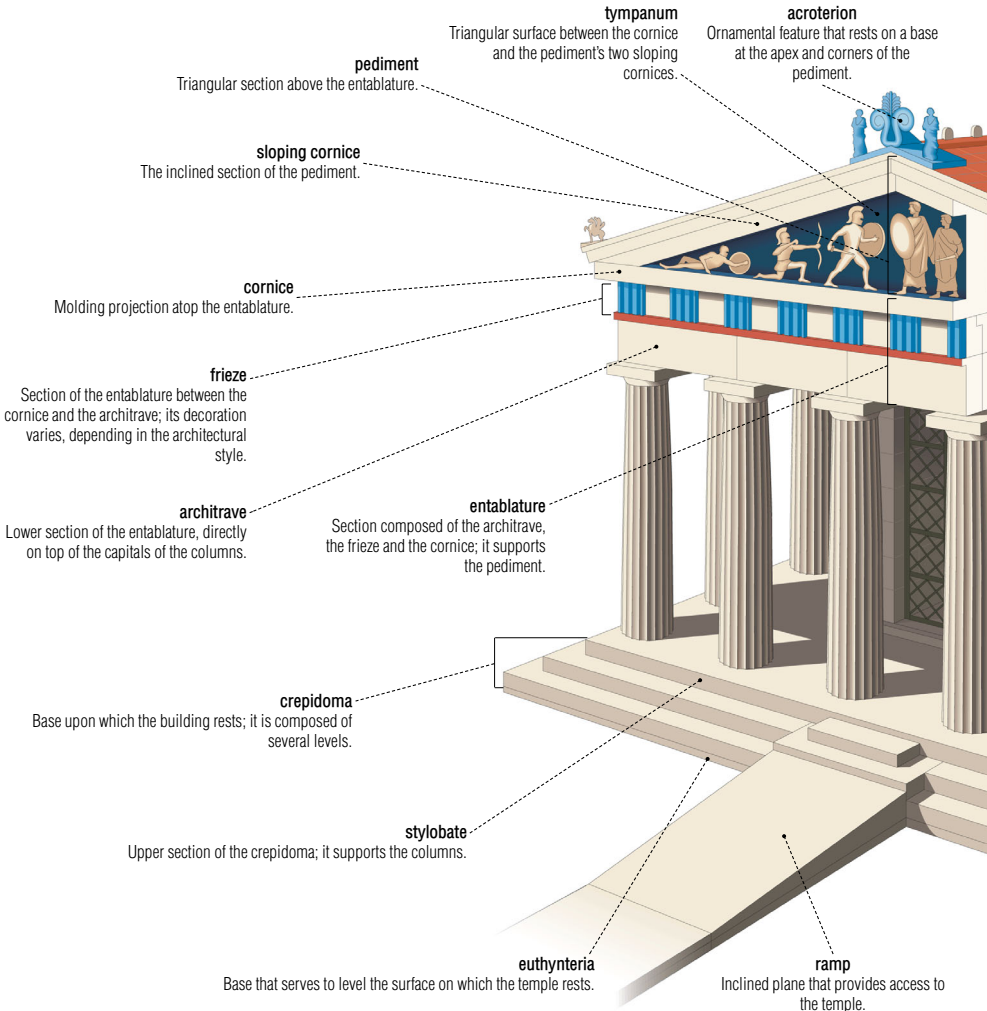 tympanum
Triangular surface between the cornice
and the pediment's two sloping
cornices.
acroterion
Ornamental feature that rests on a base
at the apex and corners of the
pediment.
pediment
Triangular section above the entablature.
sloping cornice
The inclined section of the pediment.
cornice
Molding projection atop the entablature.
frieze
Section of the entablature between the
cornice and the architrave; its decoration
varies, depending in the architectural
style.
architrave
Lower section of the entablature, directly
on top of the capitals of the columns.
entablature
Section composed of the architrave,
the frieze and the cornice; it supports
the pediment.
crepidoma
Base upon which the building rests; it is composed of
several levels.
stylobate
Upper section of the crepidoma; it supports the columns.
euthynteria
Base that serves to level the surface on which the temple rests.
ramp
Inclined plane that provides access to
the temple.